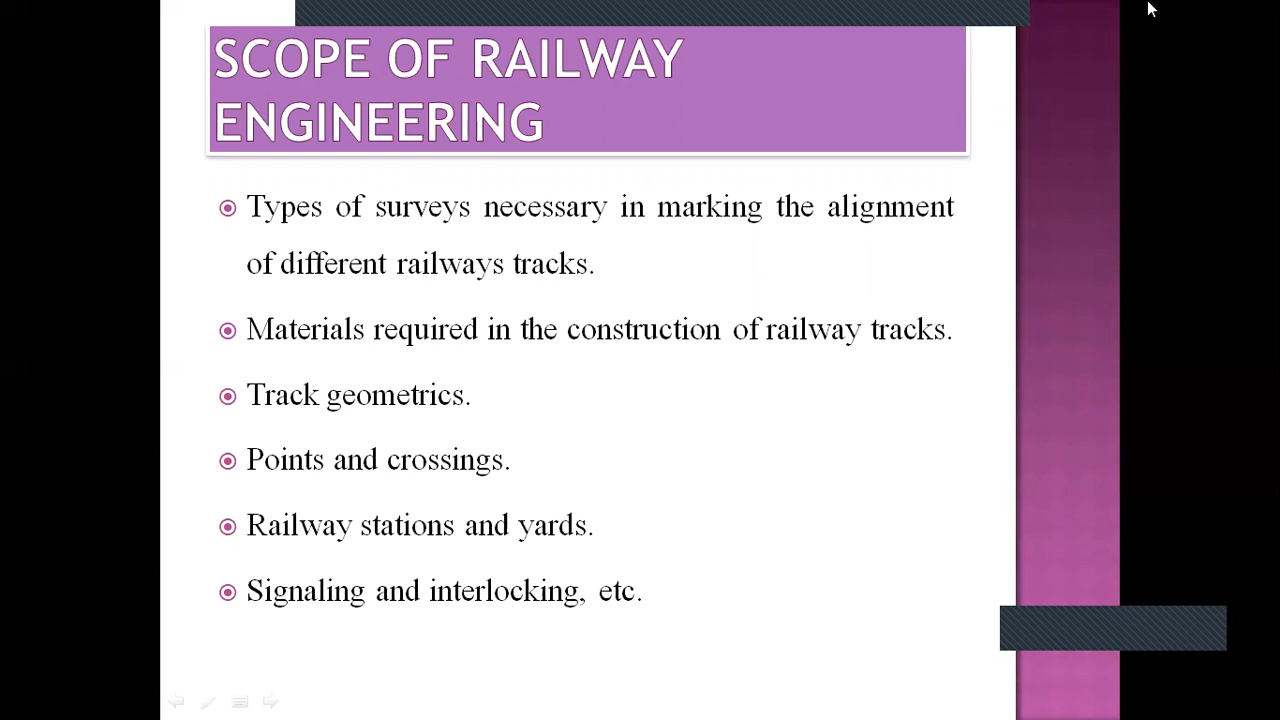 SCOPE OF RAILWAY
ENGINEERING
Types of surveys necessary in marking the alignment
of different railways tracks.
Materials required in the construction of railway tracks.
Track geometrics.
Points and crossings.
Railway stations and yards.
Signaling and interlocking, etc.